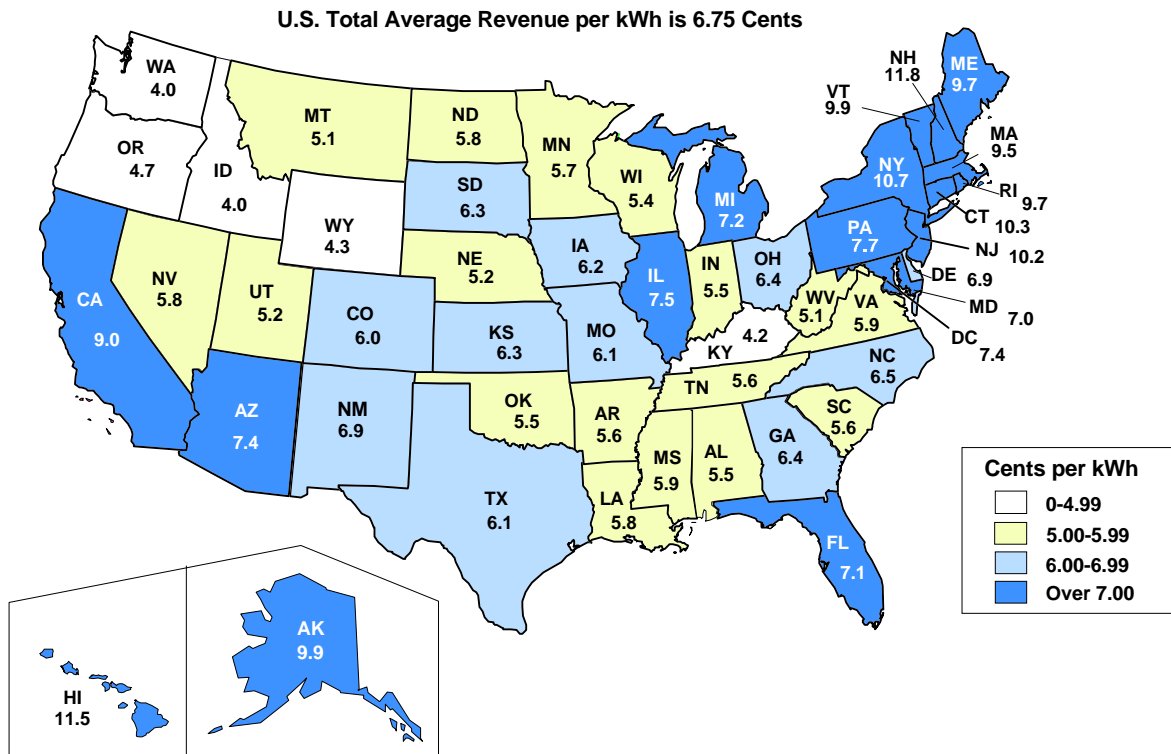 U.S. Total Average Revenue per kWh is 6.75 Cents
WA
4.0
OR
4.7
ID
4.0
MT
5.1
WY
4.3
ND
5.8
SD
6.3
NE
5.2
MN
5.7
WI
5.4
IA
6.2
MI
7.2
IL
7.5
IN
5.5
OH
6.4
CA
9.0
NV
5.8
UT
5.2
CO
6.0
KS
6.3
MO
6.1
KY
4.2
WV
5.1
VA
5.9
AZ
7.4
NM
6.9
OK
5.5
AR
5.6
TN
5.6
NC
6.5
SC
5.6
TX
6.1
LA
5.8
MS
5.9
AL
5.5
GA
6.4
FL
7.1
PA
7.7
NY
10.7
VT
9.9
NH
11.8
ME
9.7
MA
9.5
RI
9.7
CT
10.3
NJ
10.2
DE 6.9
MD
7.0
DC
7.4
HI
11.5
AK
9.9
Cents per kWh
0-4.99
5.00-5.99
6.00-6.99
Over 7.00